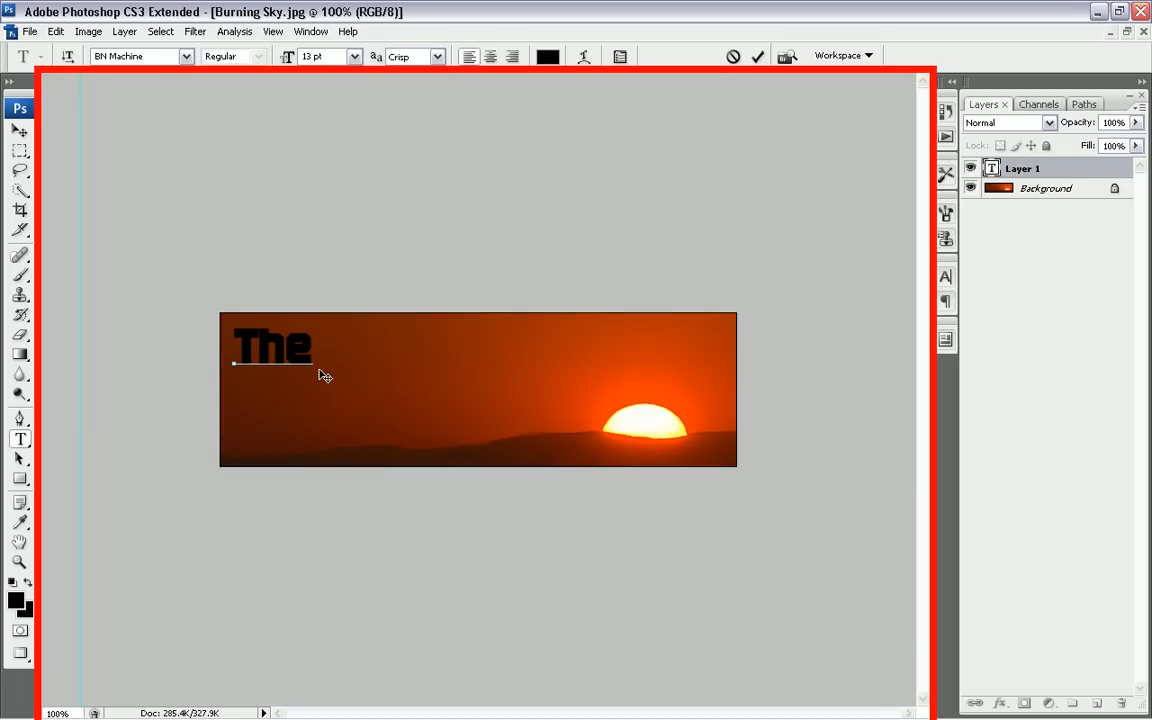 Adobe Photoshop CS3 Extended - [Burning Sky.jpg @ 100% (RGB/8)]
File Edit Image Layer Select Filter Analysis View Window Help
T BN Machine Regular 13 pt Crisp Workspace
Ps
Layers Channels Paths
Normal Opacity: 100%
Lock: Fill: 100%
T Layer 1
Background
The
T
100% Doc: 285.4K/327.9K